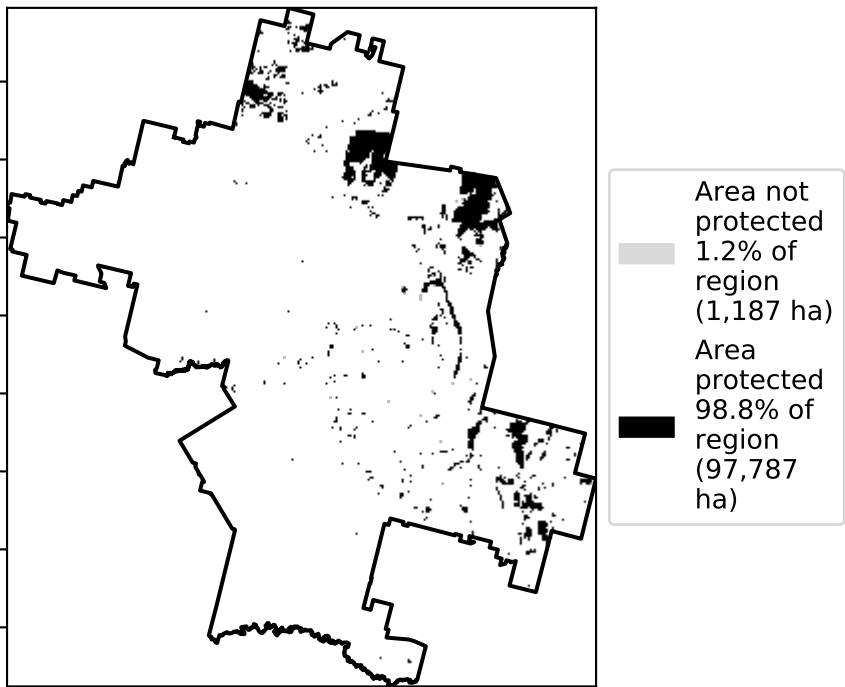 Area not
protected
1.2% of
region
(1,187 ha)
Area
protected
98.8% of
region
(97,787
ha)